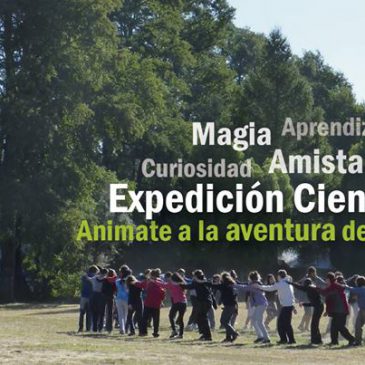 Magia Aprendiz
Curiosidad Amista
Expedición Cien
Animate a la aventura de